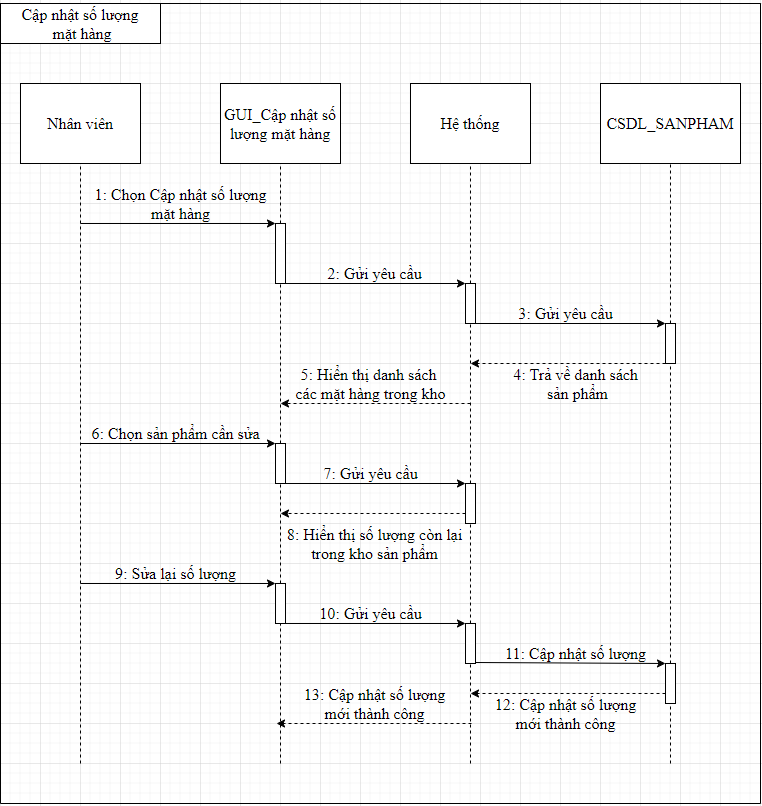 Cập nhật số lượng
mặt hàng
Nhân viên
GUI_Cập nhật số
lượng mặt hàng
Hệ thống
CSDL_SANPHAM
1: Chọn Cập nhật số lượng
mặt hàng
2: Gửi yêu cầu
3: Gửi yêu cầu
4: Trả về danh sách
sản phẩm
5: Hiển thị danh sách
các mặt hàng trong kho
6: Chọn sản phẩm cần sửa
7: Gửi yêu cầu
8: Hiển thị số lượng còn lại
trong kho sản phẩm
9: Sửa lại số lượng
10: Gửi yêu cầu
11: Cập nhật số lượng
12: Cập nhật số lượng
mới thành công
13: Cập nhật số lượng
mới thành công